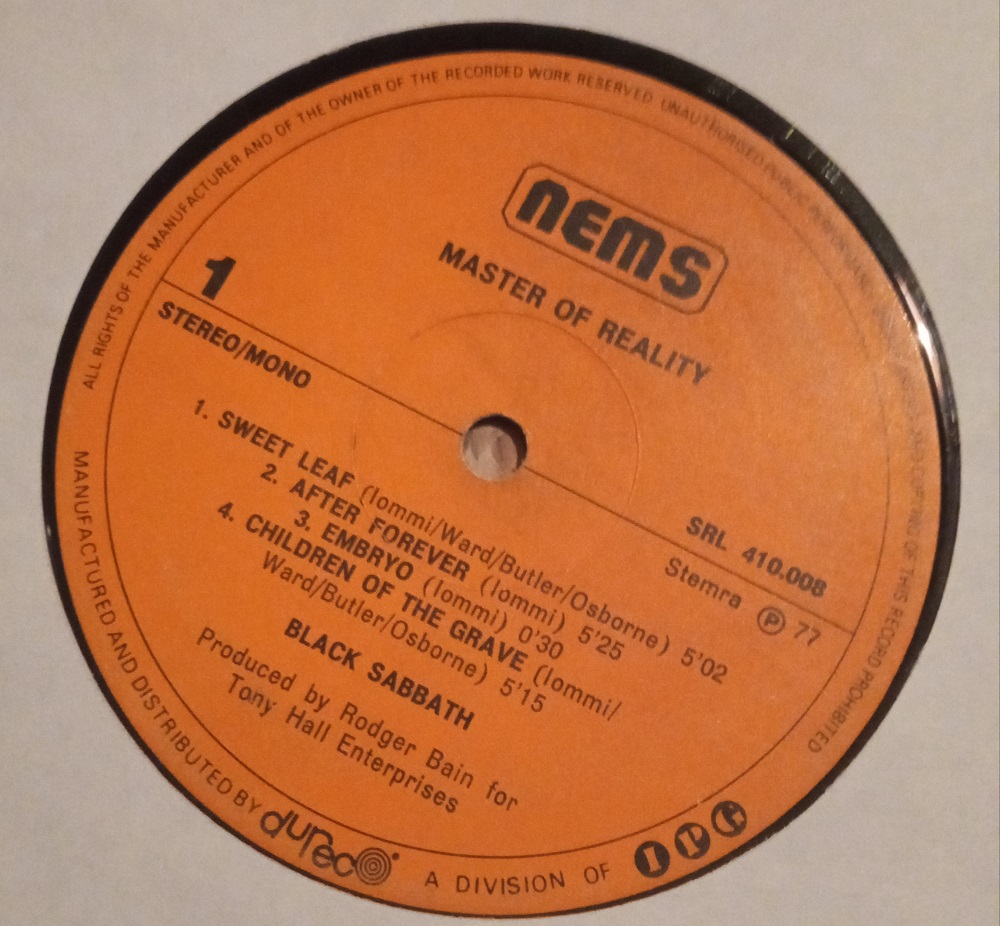 ALL RIGHTS OF THE MANUFACTURER AND OF THE OWNER OF THE RECORDED WORK RESERVED UNAUTHORISED PUBLIC COPYING OF THIS RECORD PROHIBITED
nems
MASTER OF REALITY
1
STEREO/MONO
SRL 410.008
Stemra Ⓟ 77
1. SWEET LEAF (Iommi/Ward/Butler/Osborne) 5'02
2. AFTER FOREVER (Iommi) 5'25
3. EMBRYO (Iommi) 0'30
4. CHILDREN OF THE GRAVE (Iommi/
Ward/Butler/Osborne) 5'15
BLACK SABBATH
Produced by Rodger Bain for
Tony Hall Enterprises
MANUFACTURED AND DISTRIBUTED BY dureco A DIVISION OF